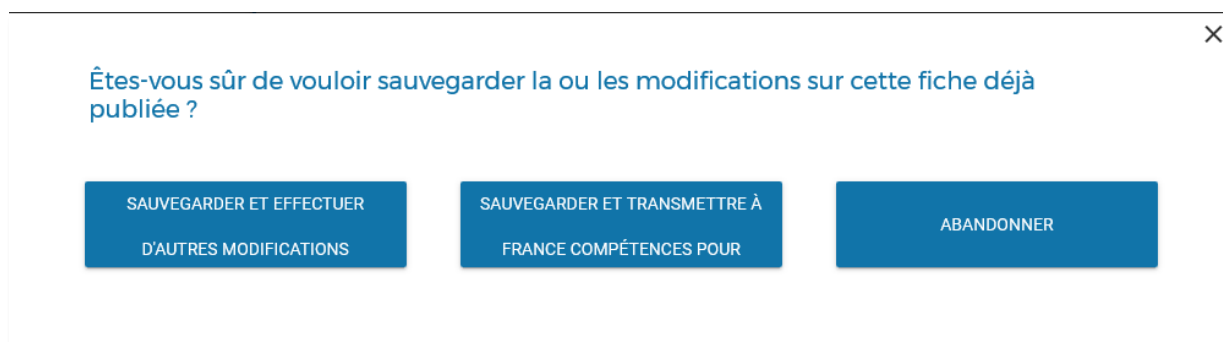 Êtes-vous sûr de vouloir sauvegarder la ou les modifications sur cette fiche déjà
publiée ?
SAUVEGARDER ET EFFECTUER
D'AUTRES MODIFICATIONS
SAUVEGARDER ET TRANSMETTRE À
FRANCE COMPÉTENCES POUR
ABANDONNER